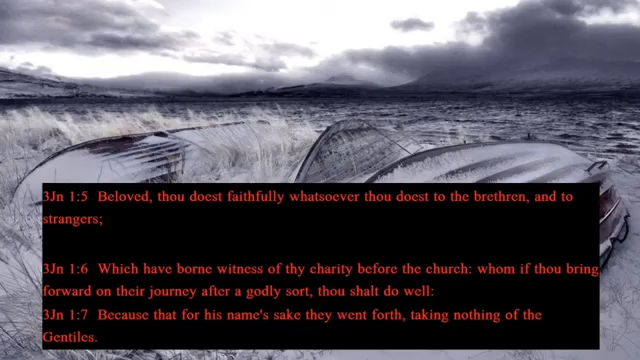 3Jn 1:5 Beloved, thou doest faithfully whatsoever thou doest to the brethren, and to
strangers;
3Jn 1:6 Which have borne witness of thy charity before the church: whom if thou bring
forward on their journey after a godly sort, thou shalt do well:
3Jn 1:7 Because that for his name's sake they went forth, taking nothing of the
Gentiles.